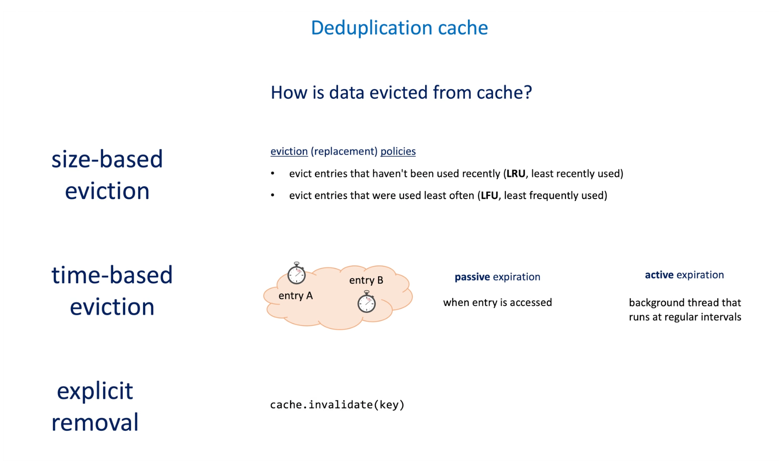 Deduplication cache
How is data evicted from cache?
size-based
eviction
eviction (replacement) policies
• evict entries that haven't been used recently (LRU, least recently used)
• evict entries that were used least often (LFU, least frequently used)
time-based
eviction
entry A
entry B
passive expiration
when entry is accessed
active expiration
background thread that
runs at regular intervals
explicit
removal
cache.invalidate(key)